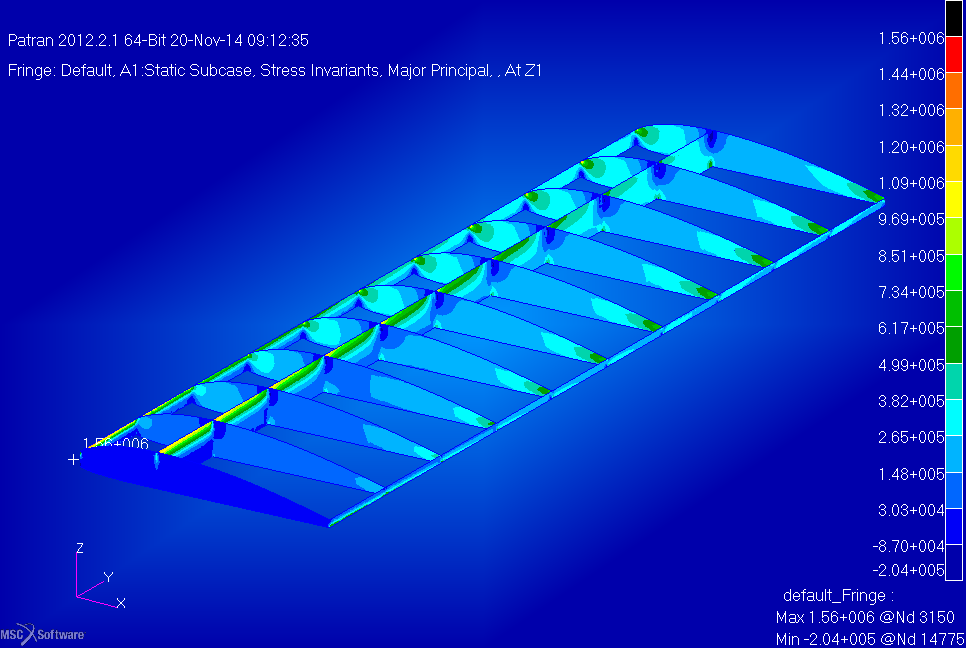 Patran 2012.2.1 64-Bit 20-Nov-14 09:12:35
Fringe: Default, A1:Static Subcase, Stress Invariants, Major Principal, , At Z1
1.56+006
1.44+006
1.32+006
1.20+006
1.09+006
9.69+005
8.51+005
7.34+005
6.17+005
4.99+005
3.82+005
2.65+005
1.48+005
3.03+004
-8.70+004
-2.04+005
1.56+006
Z
Y
X
default_Fringe :
Max 1.56+006 @Nd 3150
Min -2.04+005 @Nd 14775
MSC Software